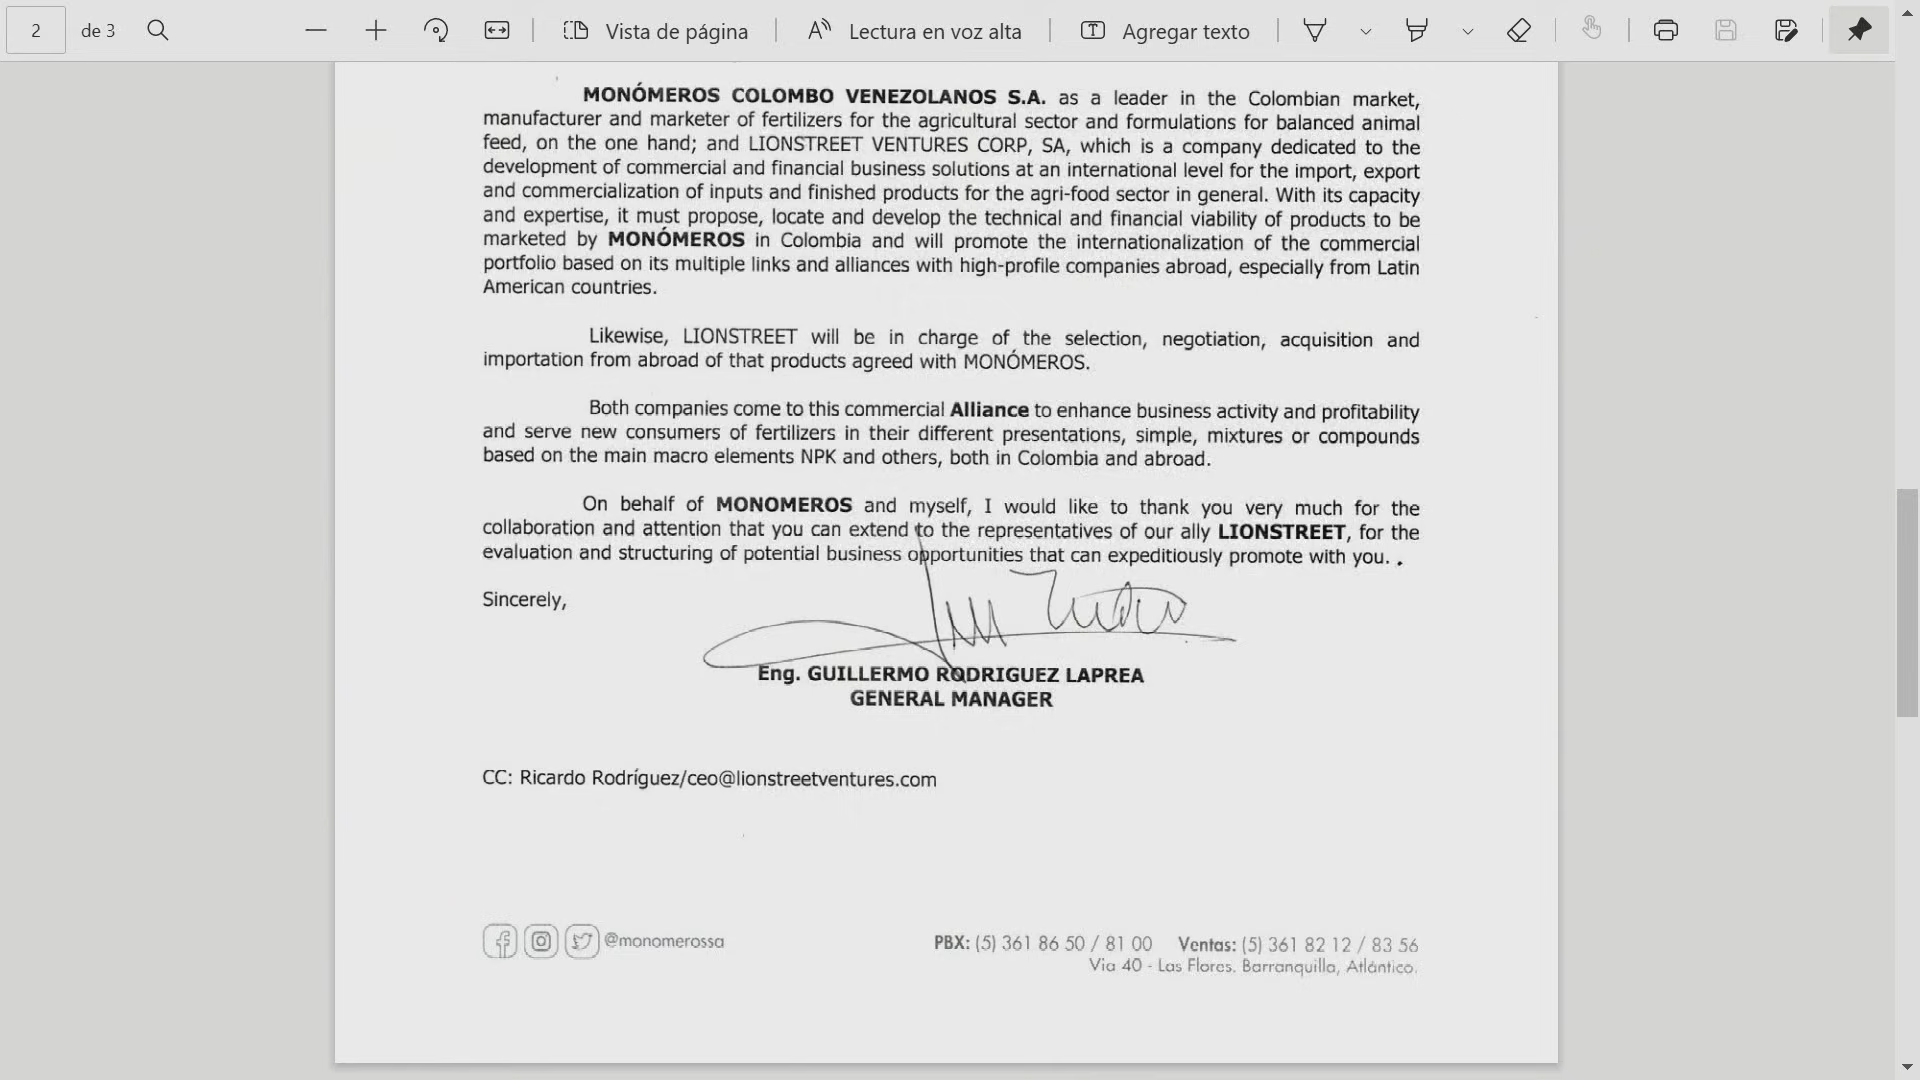 2 de 3 Vista de página Lectura en voz alta Agregar texto
MONÓMEROS COLOMBO VENEZOLANOS S.A. as a leader in the Colombian market,
manufacturer and marketer of fertilizers for the agricultural sector and formulations for balanced animal
feed, on the one hand; and LIONSTREET VENTURES CORP, SA, which is a company dedicated to the
development of commercial and financial business solutions at an international level for the import, export
and commercialization of inputs and finished products for the agri-food sector in general. With its capacity
and expertise, it must propose, locate and develop the technical and financial viability of products to be
marketed by MONÓMEROS in Colombia and will promote the internationalization of the commercial
portfolio based on its multiple links and alliances with high-profile companies abroad, especially from Latin
American countries.
Likewise, LIONSTREET will be in charge of the selection, negotiation, acquisition and
importation from abroad of that products agreed with MONÓMEROS.
Both companies come to this commercial Alliance to enhance business activity and profitability
and serve new consumers of fertilizers in their different presentations, simple, mixtures or compounds
based on the main macro elements NPK and others, both in Colombia and abroad.
On behalf of MONOMEROS and myself, I would like to thank you very much for the
collaboration and attention that you can extend to the representatives of our ally LIONSTREET, for the
evaluation and structuring of potential business opportunities that can expeditiously promote with you. .
Sincerely,
Eng. GUILLERMO RODRIGUEZ LAPREA
GENERAL MANAGER
CC: Ricardo Rodríguez/ceo@lionstreetventures.com
@monomerossa PBX: (5) 361 86 50 / 81 00 Ventas: (5) 361 82 12 / 83 56
Via 40 - Las Flores. Barranquilla, Atlántico.